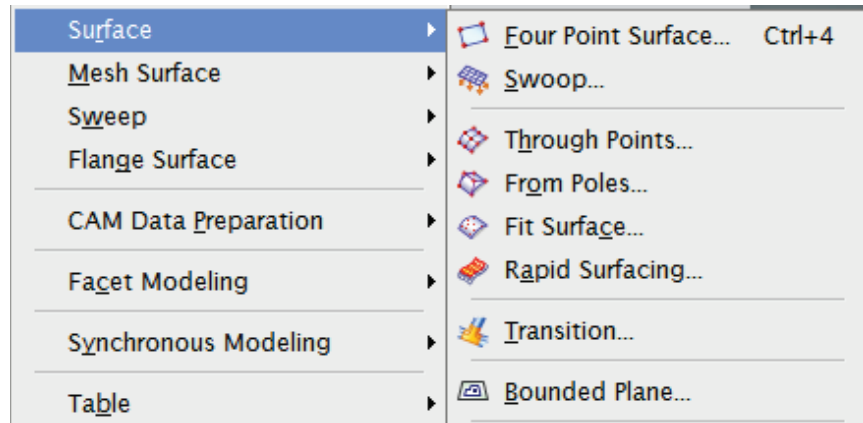 Surface
Mesh Surface
Sweep
Flange Surface
CAM Data Preparation
Facet Modeling
Synchronous Modeling
Table
Four Point Surface... Ctrl+4
Swoop...
Through Points...
From Poles...
Fit Surface...
Rapid Surfacing...
Transition...
Bounded Plane...